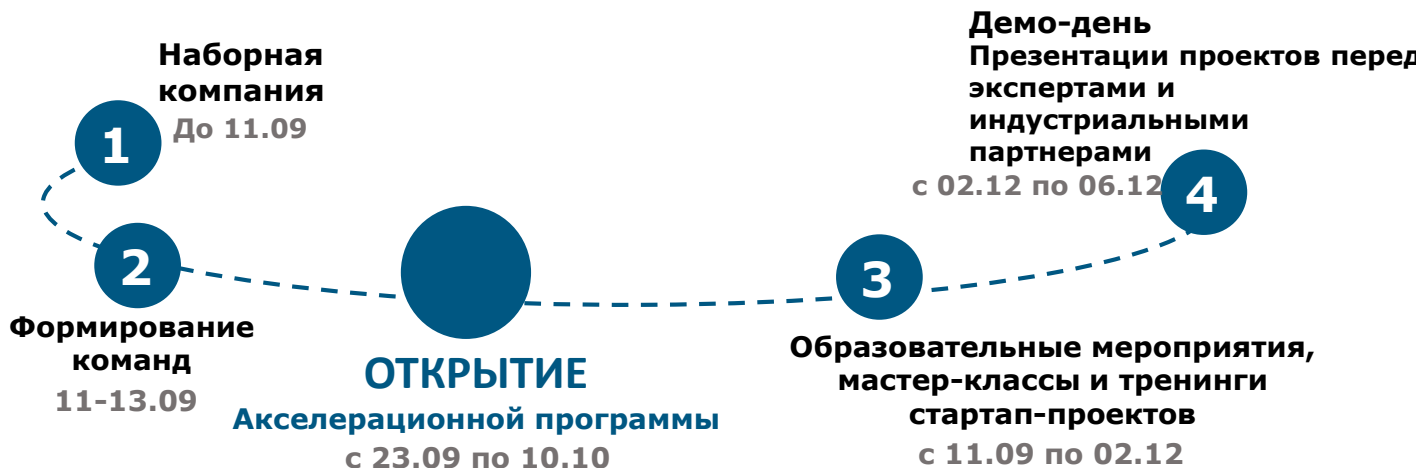 1
Наборная
компания
До 11.09
2
Формирование
команд
11-13.09
ОТКРЫТИЕ
Акселерационной программы
с 23.09 по 10.10
3
Образовательные мероприятия,
мастер-классы и тренинги
стартап-проектов
с 11.09 по 02.12
Демо-день
Презентации проектов перед
экспертами и
индустриальными
партнерами
с 02.12 по 06.12
4